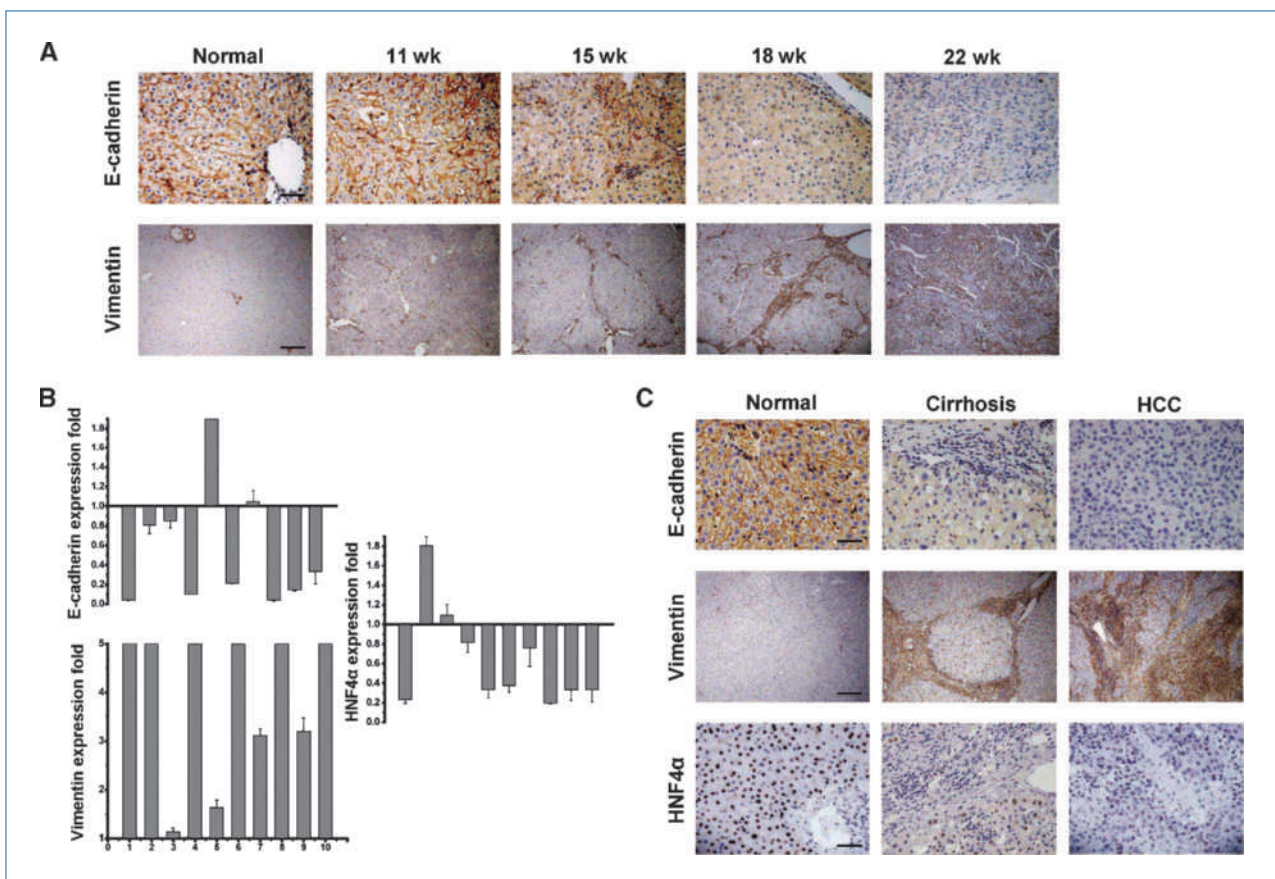 A
Normal
11 wk
15 wk
18 wk
22 wk
E-cadherin
Vimentin
B
E-cadherin expression fold
1.8
1.6
1.4
1.2
1.0
0.8
0.6
0.4
0.2
0.0
Vimentin expression fold
5
4
3
2
1
0 1 2 3 4 5 6 7 8 9 10
HNF4α expression fold
1.8
1.6
1.4
1.2
1.0
0.8
0.6
0.4
0.2
0.0
C
Normal
Cirrhosis
HCC
E-cadherin
Vimentin
HNF4α